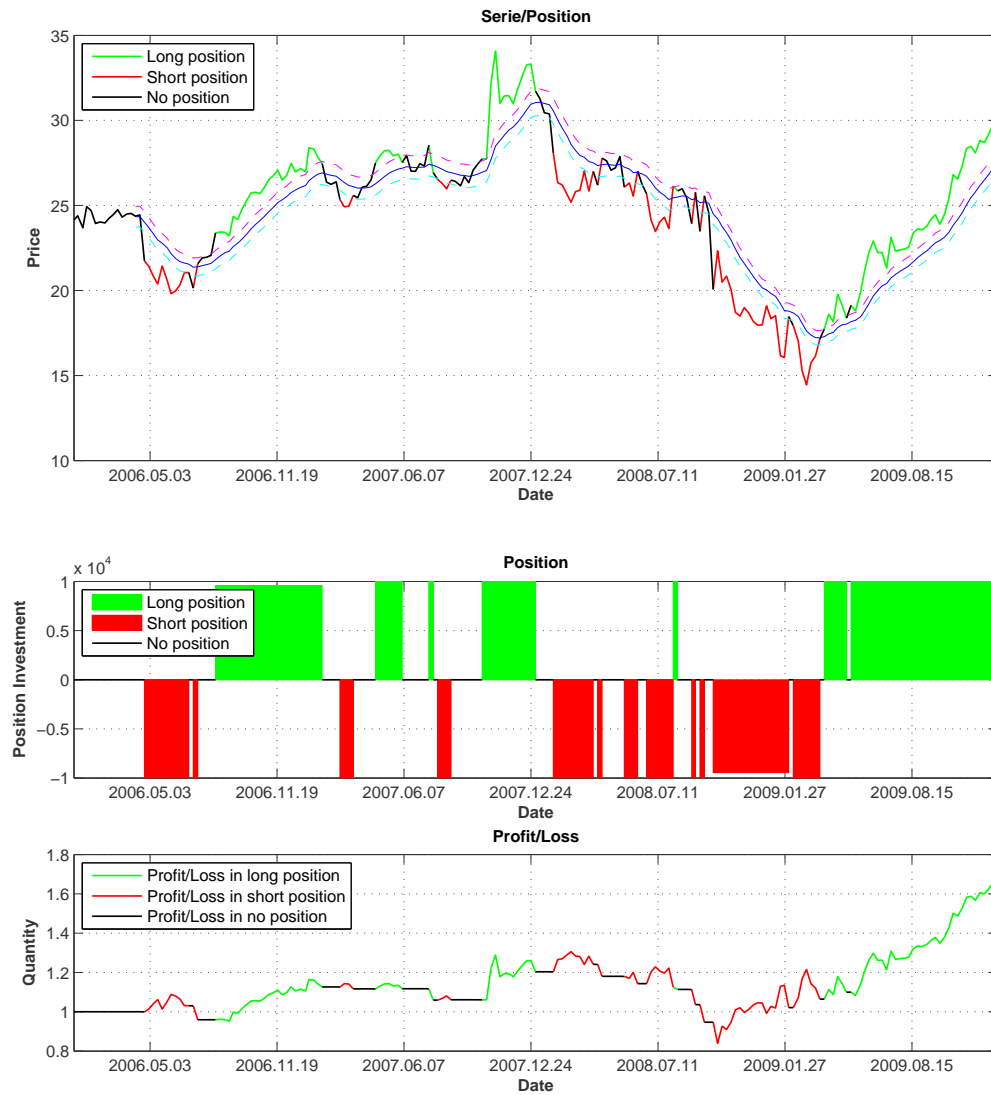 Serie/Position
35
30
25
20
15
10
Price
Long position
Short position
No position
2006.05.03 2006.11.19 2007.06.07 2007.12.24 2008.07.11 2009.01.27 2009.08.15
Date
Position
x 10^4
1
0.5
0
−0.5
−1
Position Investment
Long position
Short position
No position
2006.05.03 2006.11.19 2007.06.07 2007.12.24 2008.07.11 2009.01.27 2009.08.15
Date
Profit/Loss
1.8
1.6
1.4
1.2
1
0.8
Quantity
Profit/Loss in long position
Profit/Loss in short position
Profit/Loss in no position
2006.05.03 2006.11.19 2007.06.07 2007.12.24 2008.07.11 2009.01.27 2009.08.15
Date